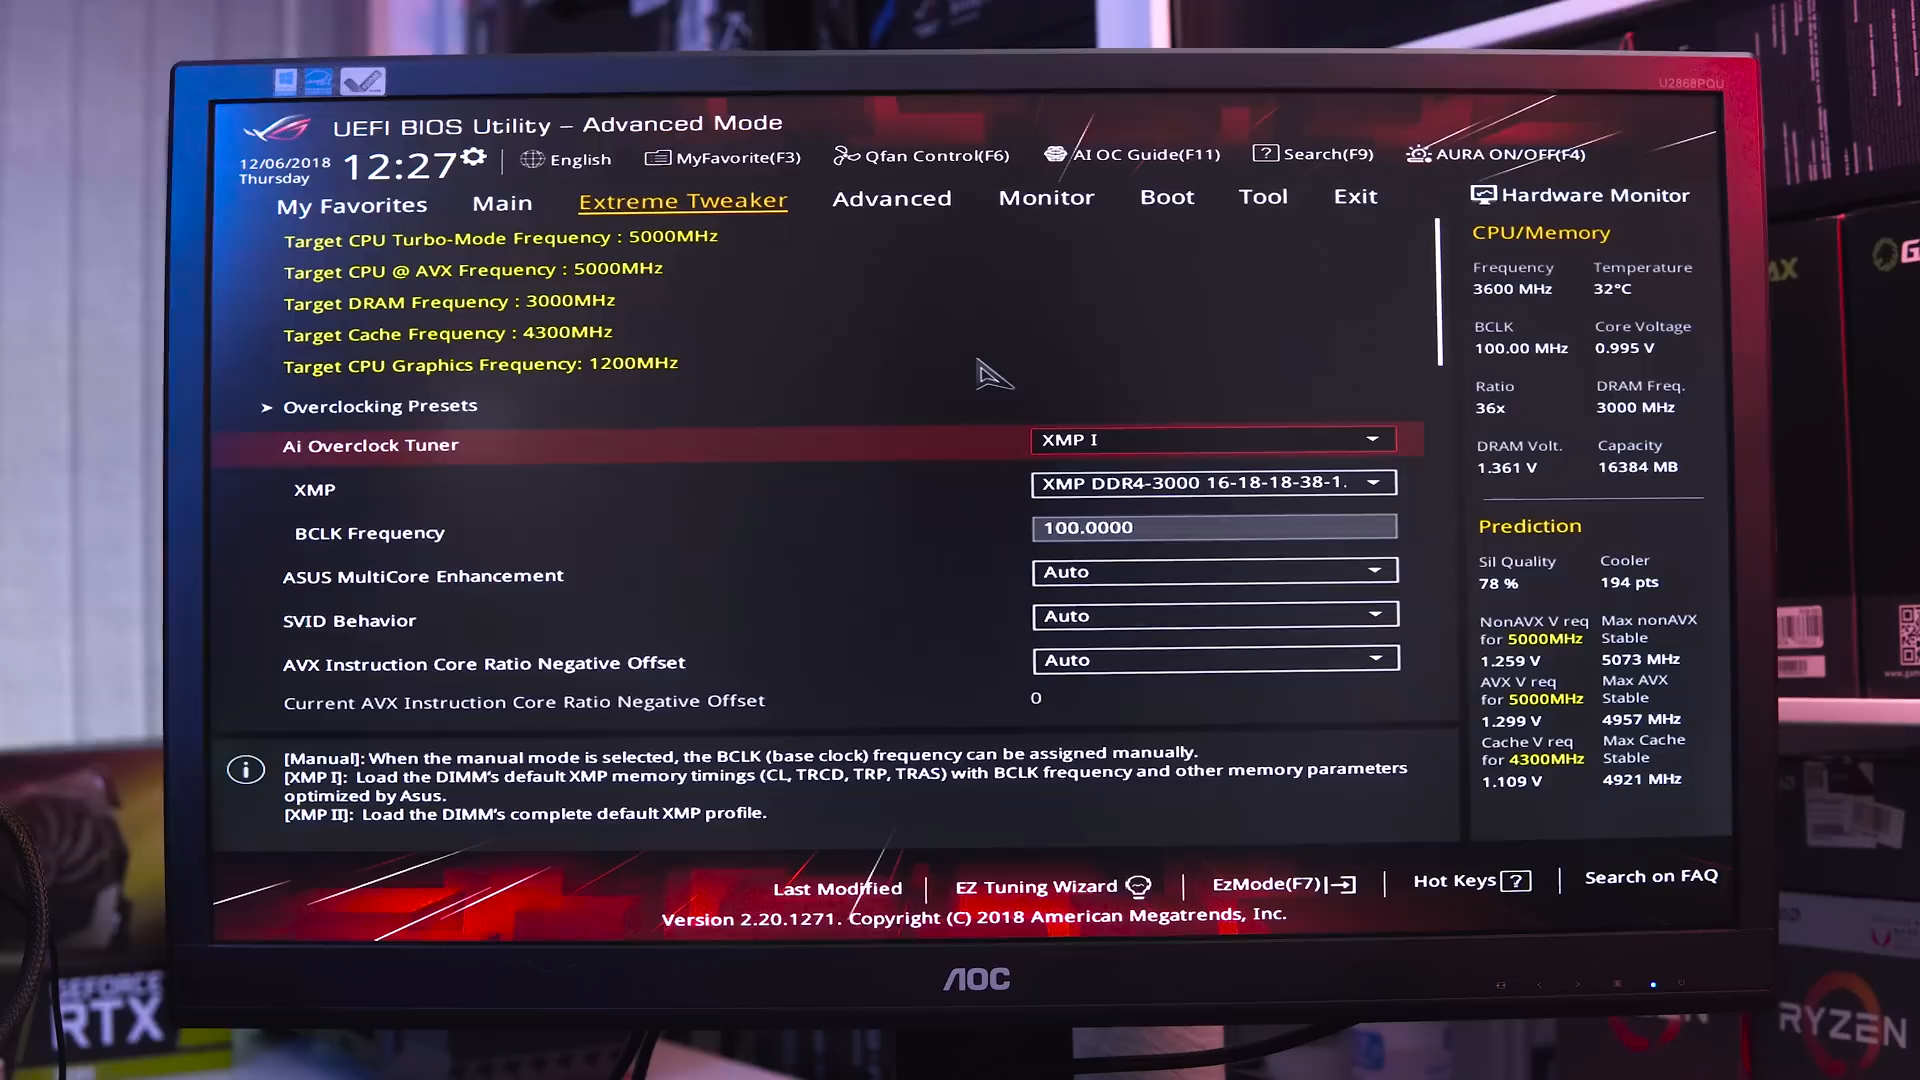 U2868PQU
UEFI BIOS Utility – Advanced Mode
12/06/2018
Thursday
12:27
English
MyFavorite(F3)
Qfan Control(F6)
AI OC Guide(F11)
? Search(F9)
AURA ON/OFF(F4)
My Favorites
Main
Extreme Tweaker
Advanced
Monitor
Boot
Tool
Exit
Hardware Monitor
Target CPU Turbo-Mode Frequency : 5000MHz
Target CPU @ AVX Frequency : 5000MHz
Target DRAM Frequency : 3000MHz
Target Cache Frequency : 4300MHz
Target CPU Graphics Frequency: 1200MHz
Overclocking Presets
Ai Overclock Tuner
XMP I
XMP
XMP DDR4-3000 16-18-18-38-1.
BCLK Frequency
100.0000
ASUS MultiCore Enhancement
Auto
SVID Behavior
Auto
AVX Instruction Core Ratio Negative Offset
Auto
Current AVX Instruction Core Ratio Negative Offset
0
CPU/Memory
Frequency Temperature
3600 MHz 32°C
BCLK Core Voltage
100.00 MHz 0.995 V
Ratio DRAM Freq.
36x 3000 MHz
DRAM Volt. Capacity
1.361 V 16384 MB
Prediction
Sil Quality Cooler
78 % 194 pts
NonAVX V req Max nonAVX
for 5000MHz Stable
1.259 V 5073 MHz
AVX V req Max AVX
for 5000MHz Stable
1.299 V 4957 MHz
Cache V req Max Cache
for 4300MHz Stable
1.109 V 4921 MHz
[Manual]: When the manual mode is selected, the BCLK (base clock) frequency can be assigned manually.
[XMP I]: Load the DIMM's default XMP memory timings (CL, TRCD, TRP, TRAS) with BCLK frequency and other memory parameters
optimized by Asus.
[XMP II]: Load the DIMM's complete default XMP profile.
Last Modified
EZ Tuning Wizard
EzMode(F7)
Hot Keys ?
Search on FAQ
Version 2.20.1271. Copyright (C) 2018 American Megatrends, Inc.
AOC
GEFORCE
RTX
RYZEN